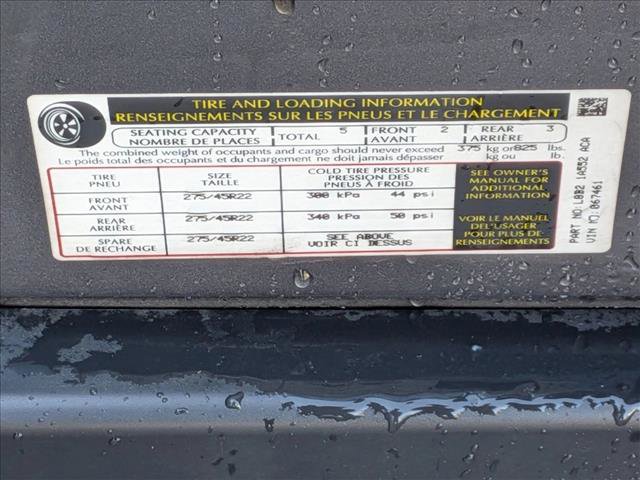 TIRE AND LOADING INFORMATION
RENSEIGNEMENTS SUR LES PNEUS ET LE CHARGEMENT
SEATING CAPACITY
NOMBRE DE PLACES
TOTAL 5
FRONT
AVANT
2
REAR
ARRIÈRE
3
The combined weight of occupants and cargo should never exceed 375 kg or 825 lbs.
Le poids total des occupants et du chargement ne doit jamais dépasser kg ou lb.
TIRE
PNEU
SIZE
TAILLE
COLD TIRE PRESSURE
PRESSION DES
PNEUS À FROID
FRONT
AVANT
275/45R22
300 kPa 44 psi
REAR
ARRIÈRE
275/45R22
340 kPa 50 psi
SPARE
DE RECHANGE
275/45R22
SEE ABOVE
VOIR CI DESSUS
SEE OWNER'S
MANUAL FOR
ADDITIONAL
INFORMATION
VOIR LE MANUEL
DE L'USAGER
POUR PLUS DE
RENSEIGNEMENTS
PART NO: ACA
VIN 067461